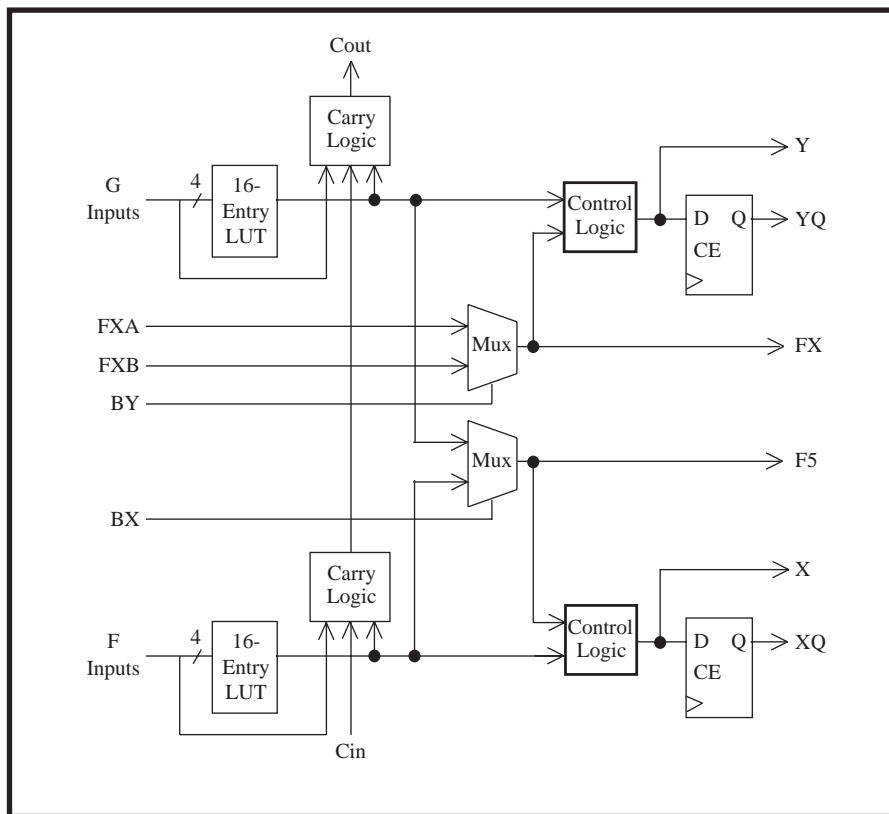 Cout
Carry
Logic
Y
G
Inputs
4
16-
Entry
LUT
Control
Logic
D
Q
CE
YQ
FXA
FXB
Mux
FX
BY
Mux
F5
BX
Carry
Logic
X
F
Inputs
4
16-
Entry
LUT
Control
Logic
D
Q
CE
XQ
Cin